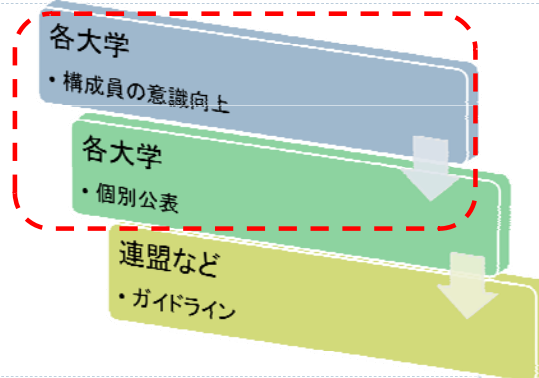 各大学
・構成員の意識向上
各大学
・個別公表
連盟など
・ガイドライン